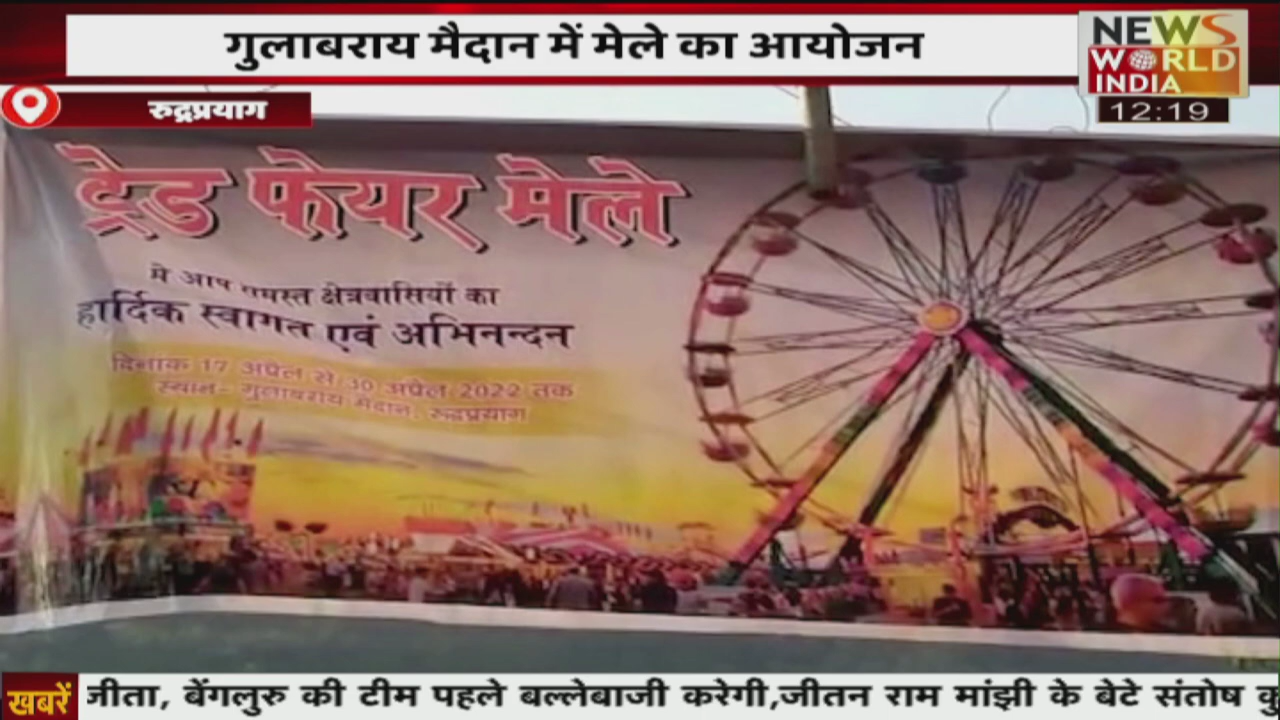 गुलाबराय मैदान में मेले का आयोजन
NEWS
WORLD
INDIA
12:19
रुद्रप्रयाग
ट्रेड फेयर मेले
मे आप समस्त क्षेत्रवासियों का
हार्दिक स्वागत एवं अभिनन्दन
दिनाक 17 अप्रैल से 30 अप्रैल 2022 तक
स्थान- गुलाबराय मैदान, रुद्रप्रयाग
खबरें जीता, बेंगलुरु की टीम पहले बल्लेबाजी करेगी,जीतन राम मांझी के बेटे संतोष कु